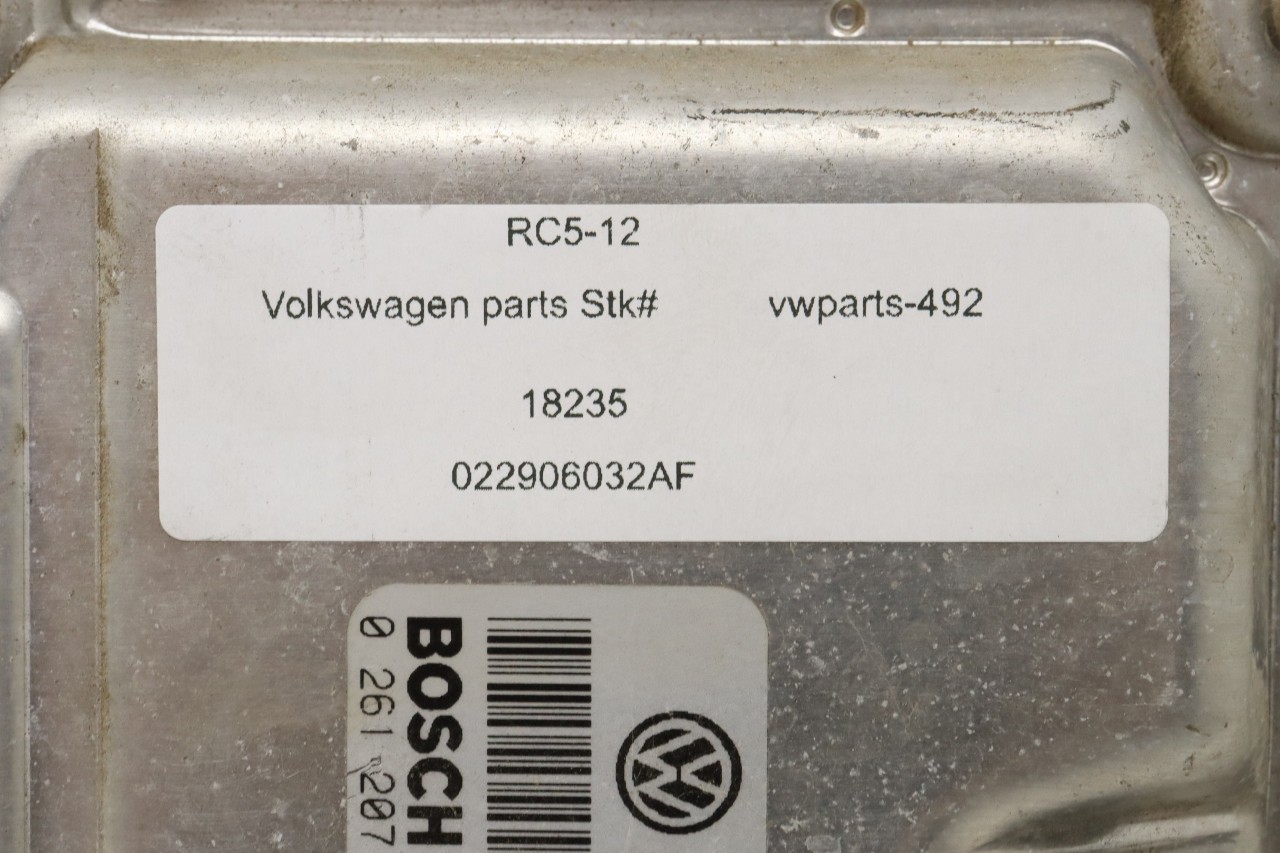 RC5-12
Volkswagen parts Stk# vwparts-492
18235
022906032AF
BOSCH
0 261 207